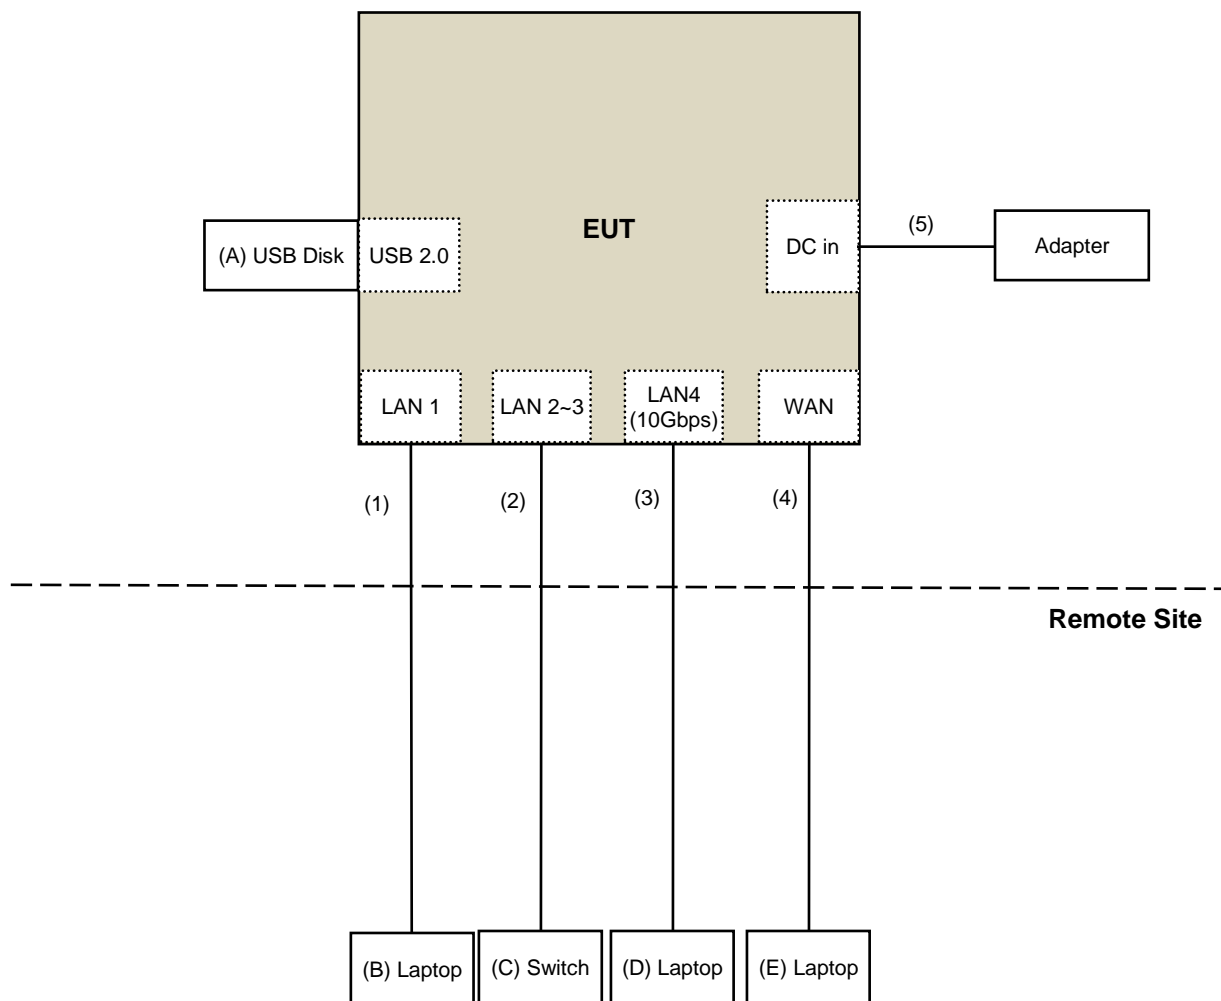 EUT
(5)
(A) USB Disk
USB 2.0
DC in
Adapter
LAN 1
LAN 2~3
LAN4
(10Gbps)
WAN
(1)
(2)
(3)
(4)
Remote Site
(B) Laptop
(C) Switch
(D) Laptop
(E) Laptop